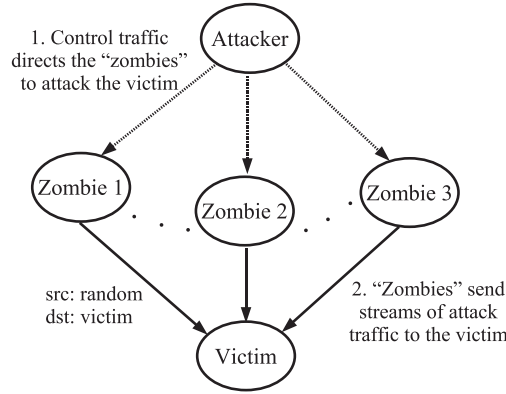 1. Control traffic
directs the “zombies”
to attack the victim
Attacker
Zombie 1
Zombie 2
Zombie 3
src: random
dst: victim
2. “Zombies” send
streams of attack
traffic to the victim
Victim